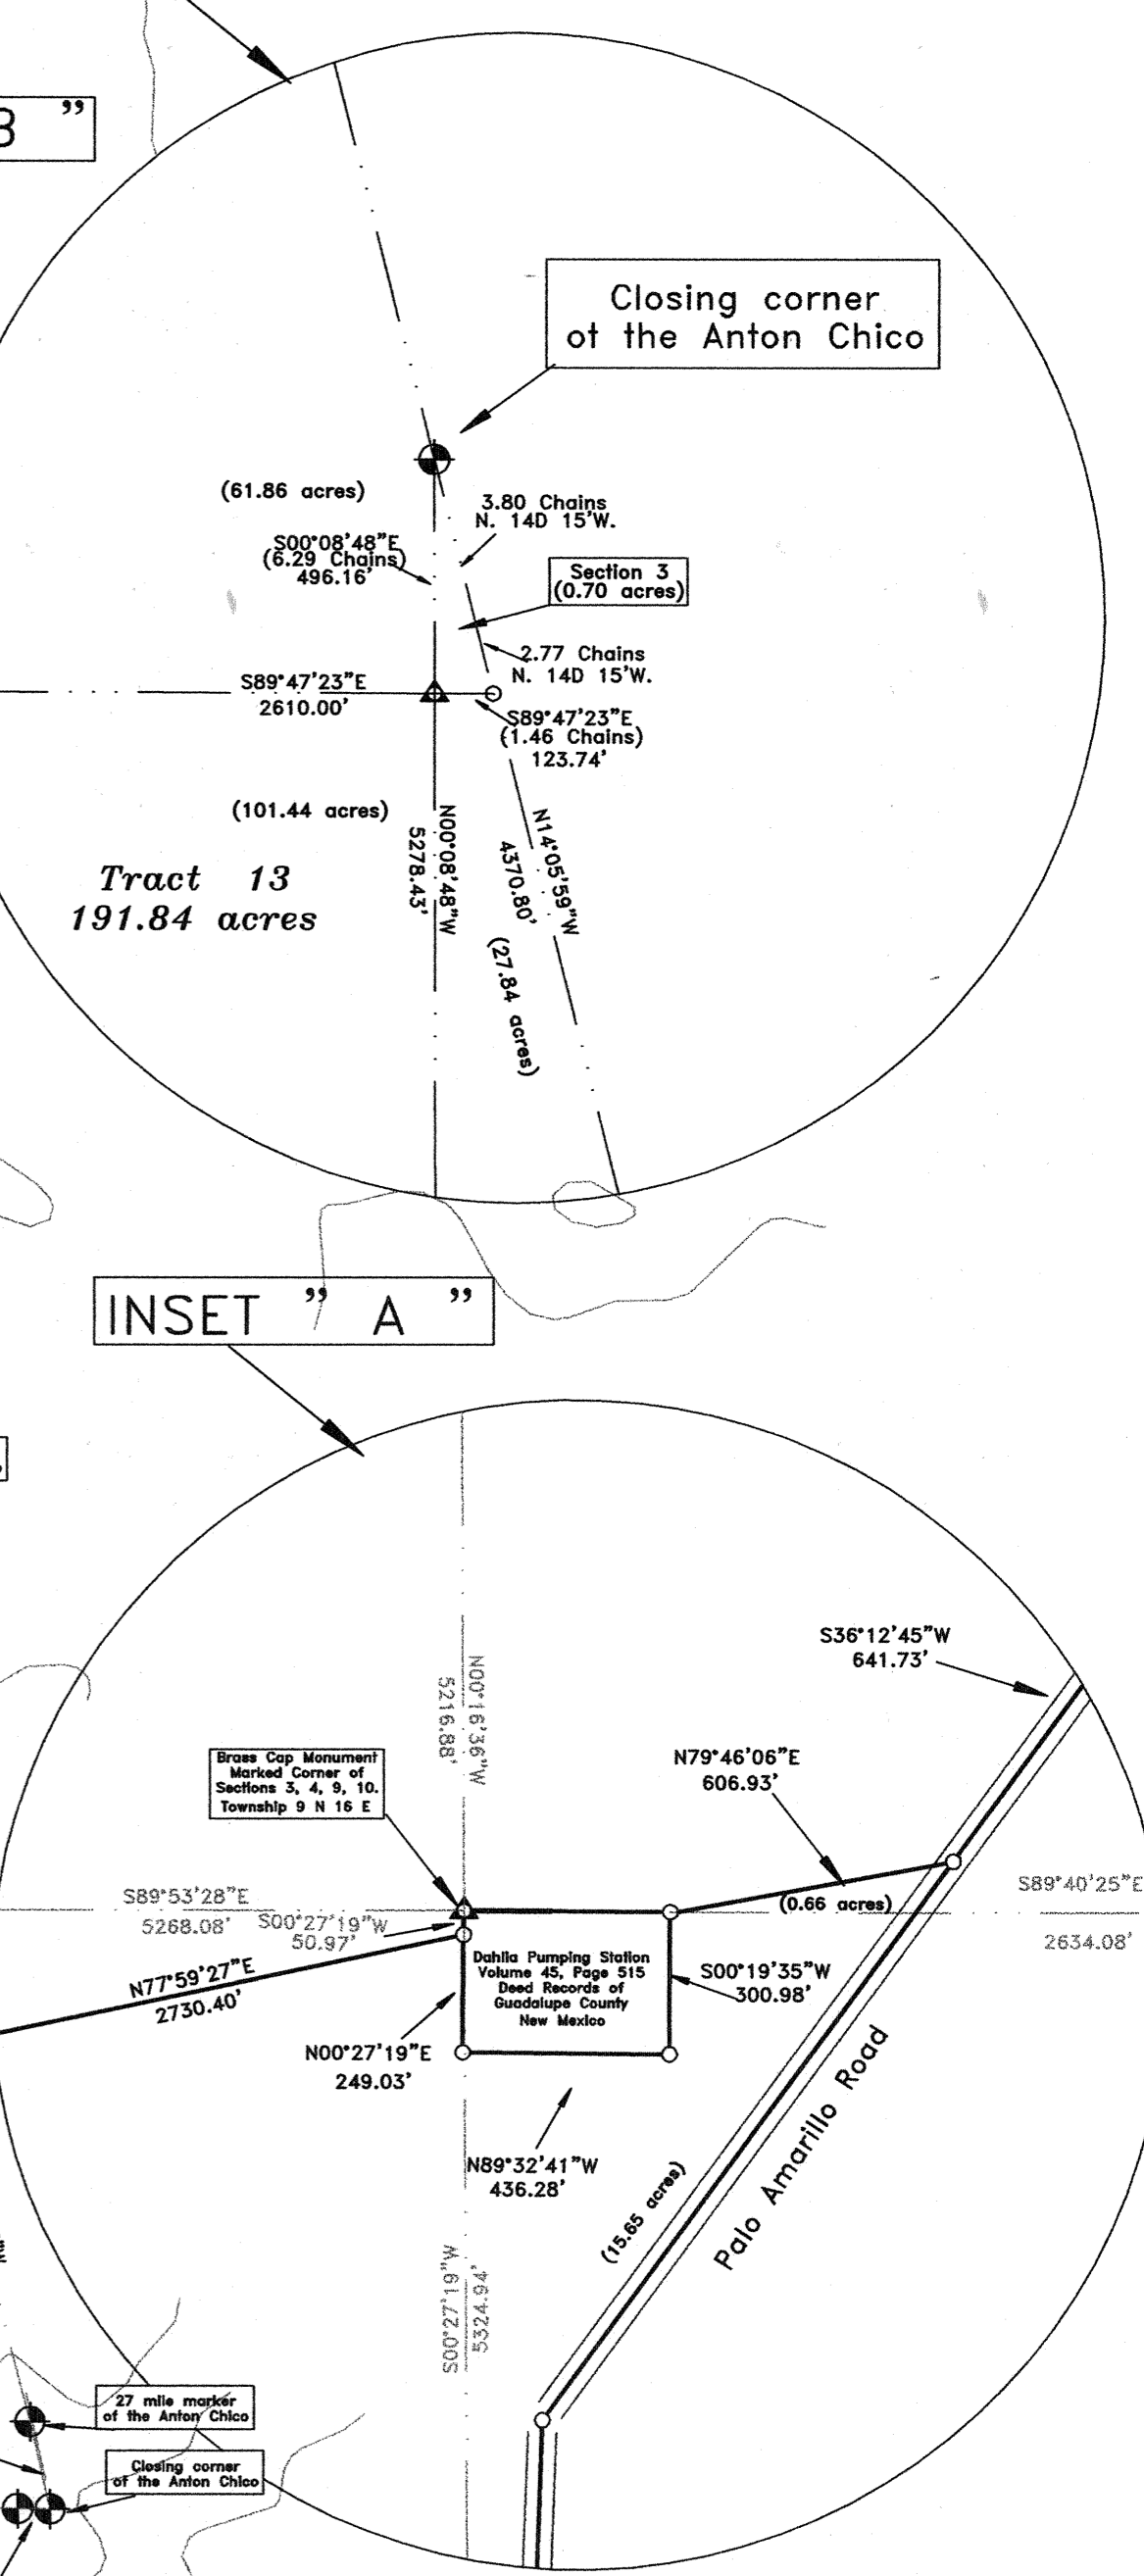 B ”
Closing corner
ot the Anton Chico
(61.86 acres)
3.80 Chains
N. 14D 15'W.
S00°08'48"E
(6.29 Chains)
496.16'
Section 3
(0.70 acres)
2.77 Chains
N. 14D 15'W.
S89°47'23"E
2610.00'
S89°47'23"E
(1.46 Chains)
123.74'
(101.44 acres)
N00°08'48"W
5278.43'
N14°05'59"W
4370.80'
(27.84 acres)
Tract 13
191.84 acres
INSET ” A ”
S36°12'45"W
641.73'
N00°16'36"W
5216.88'
N79°46'06"E
606.93'
Brass Cap Monument
Marked Corner of
Sections 3, 4, 9, 10.
Township 9 N 16 E
S89°53'28"E
5268.08'
S00°27'19"W
50.97'
(0.66 acres)
S89°40'25"E
2634.08'
N77°59'27"E
2730.40'
Dahlia Pumping Station
Volume 45, Page 515
Deed Records of
Guadalupe County
New Mexico
S00°19'35"W
300.98'
N00°27'19"E
249.03'
N89°32'41"W
436.28'
(15.65 acres)
Palo Amarillo Road
S00°27'19"W
5324.94'
27 mile marker
of the Anton Chico
Closing corner
of the Anton Chico